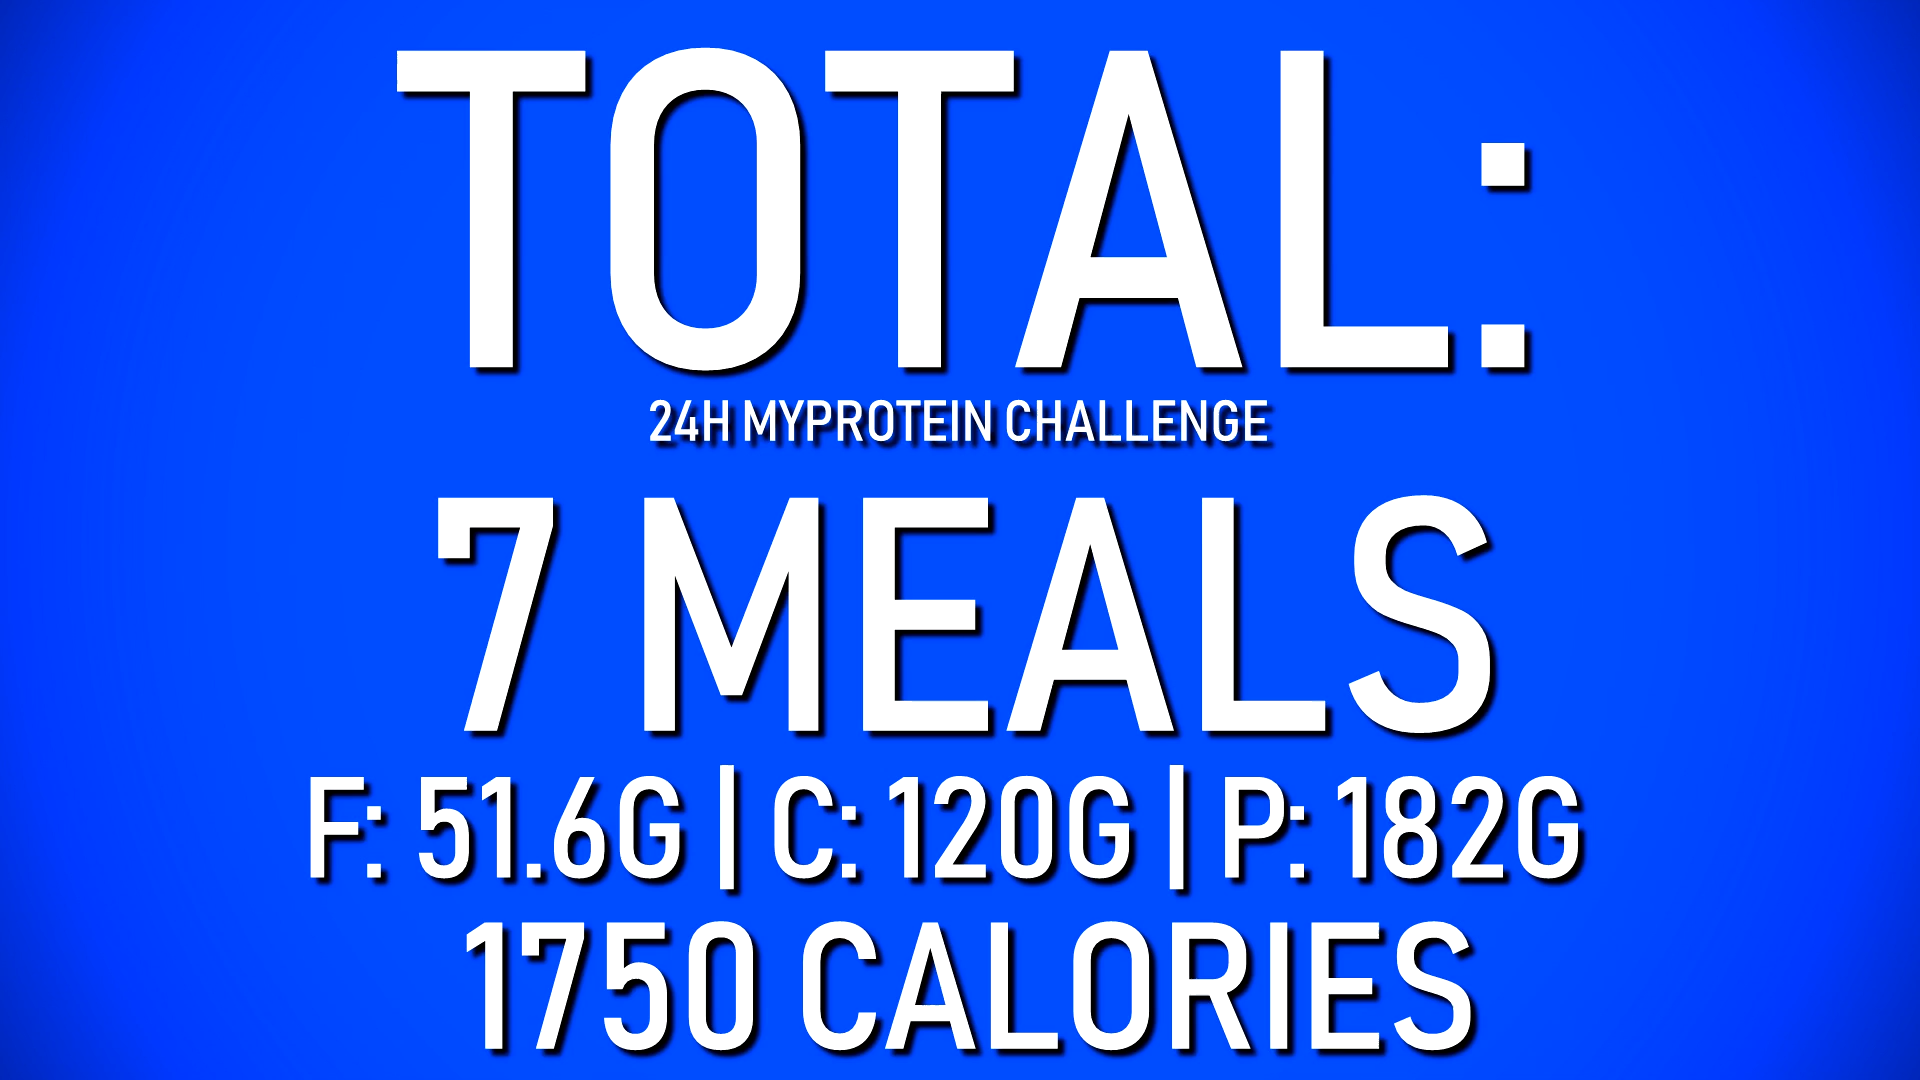 TOTAL:
24H MYPROTEIN CHALLENGE
7 MEALS
F: 51.6G | C: 120G | P: 182G
1750 CALORIES